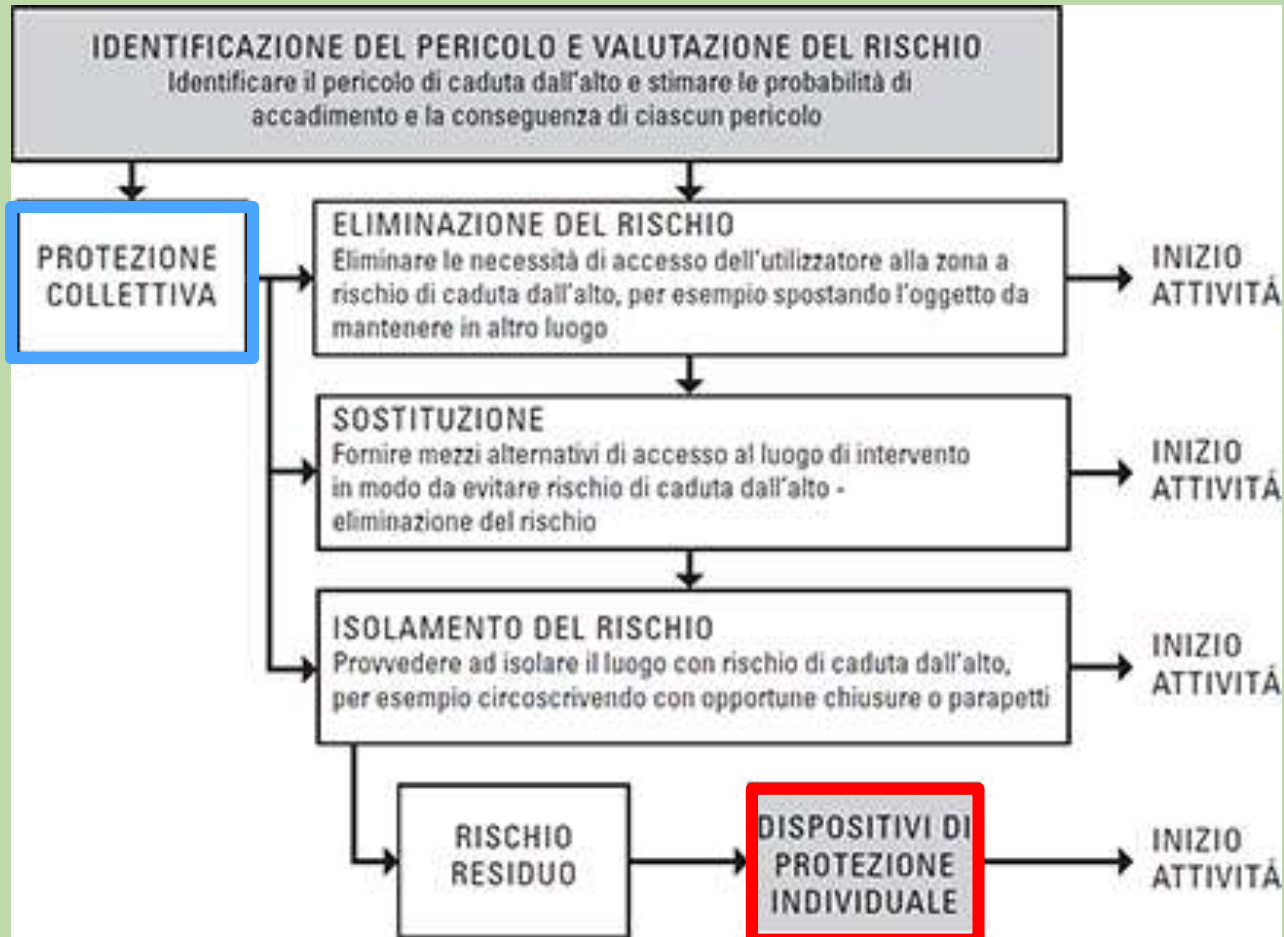 IDENTIFICAZIONE DEL PERICOLO E VALUTAZIONE DEL RISCHIO
Identificare il pericolo di caduta dall'alto e stimare le probabilità di
accadimento e la conseguenza di ciascun pericolo
PROTEZIONE
COLLETTIVA
ELIMINAZIONE DEL RISCHIO
Eliminare le necessità di accesso dell'utilizzatore alla zona a
rischio di caduta dall'alto, per esempio spostando l'oggetto da
mantenere in altro luogo
INIZIO
ATTIVITÁ
SOSTITUZIONE
Fornire mezzi alternativi di accesso al luogo di intervento
in modo da evitare rischio di caduta dall'alto -
eliminazione del rischio
INIZIO
ATTIVITÁ
ISOLAMENTO DEL RISCHIO
Provvedere ad isolare il luogo con rischio di caduta dall'alto,
per esempio circoscrivendo con opportune chiusure o parapetti
INIZIO
ATTIVITÁ
RISCHIO
RESIDUO
DISPOSITIVI DI
PROTEZIONE
INDIVIDUALE
INIZIO
ATTIVITÁ